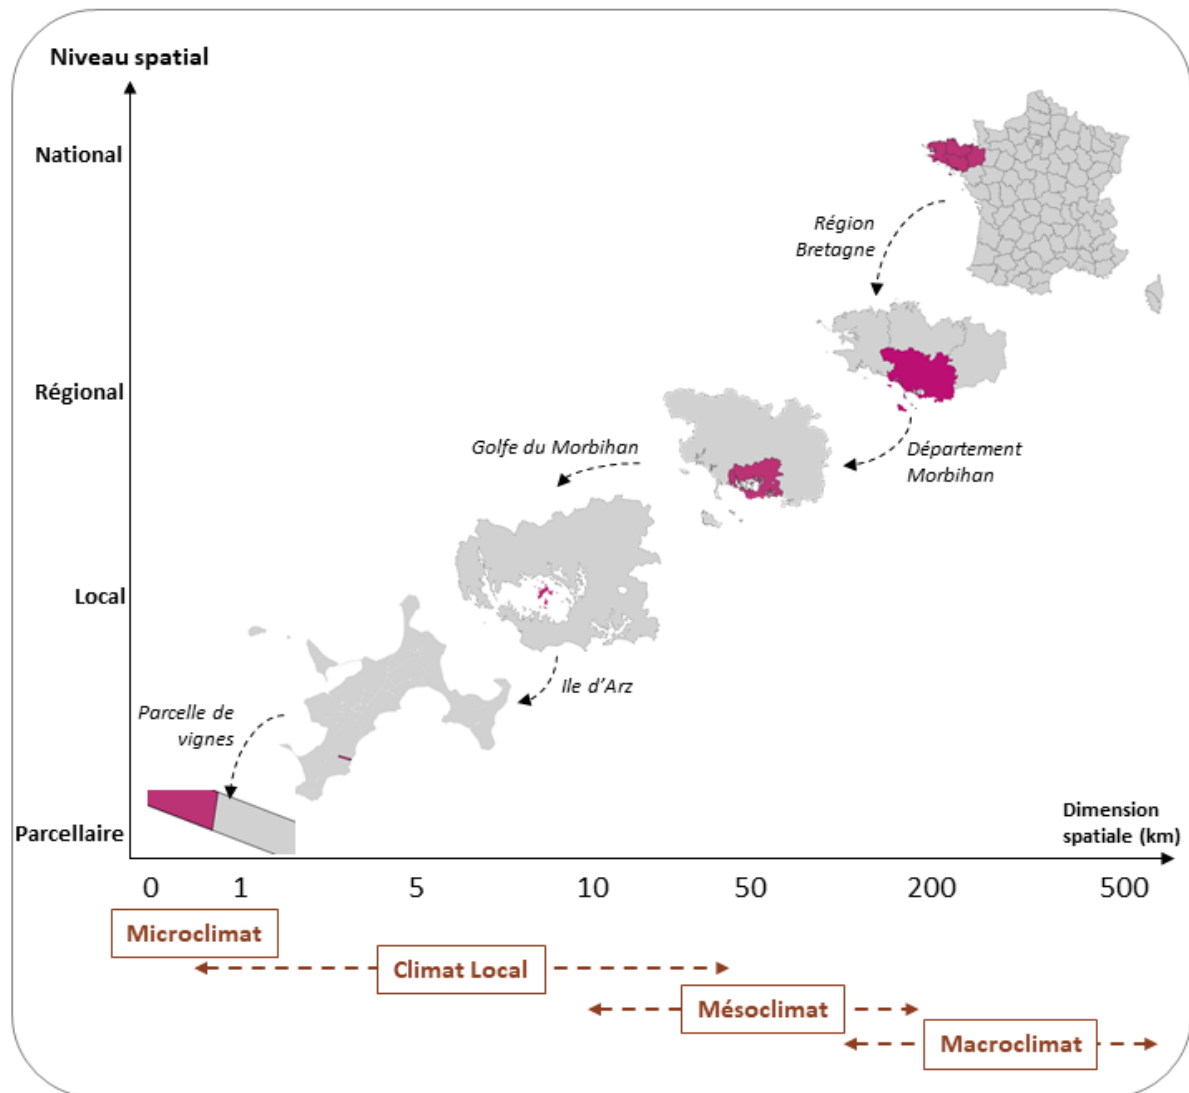 Niveau spatial
National
Région
Bretagne
Régional
Golfe du Morbihan
Département
Morbihan
Local
Ile d'Arz
Parcelle de
vignes
Parcellaire
Dimension
spatiale (km)
0 1 5 10 50 200 500
Microclimat
Climat Local
Mésoclimat
Macroclimat